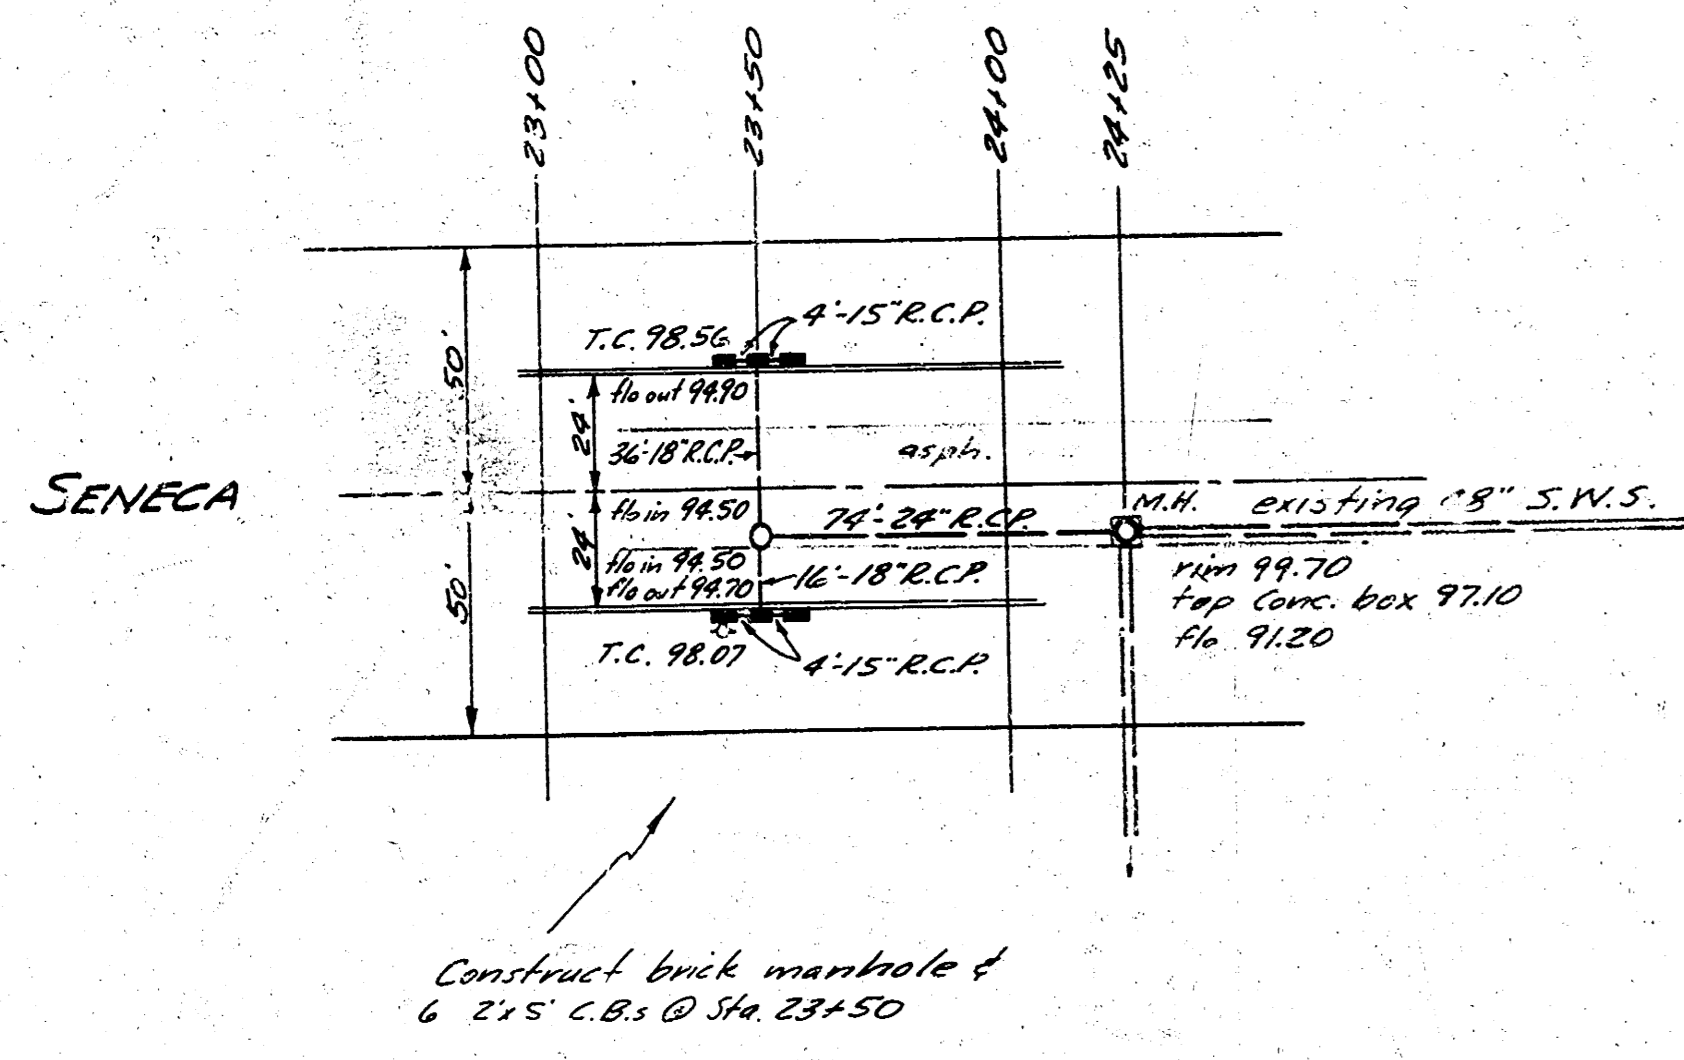 23+00
23+50
24+00
24+25
4'-15" R.C.P.
T.C. 98.56
50'
flo out 94.90
24'
36'-18" R.C.P.
asph.
SENECA
flo in 94.50
74'-24" R.C.P.
M.H.
existing 8" S.W.S.
24'
flo in 94.50
flo out 94.70
16'-18" R.C.P.
rim 99.70
top Conc. box 97.10
flo 91.20
50'
T.C. 98.07
4'-15" R.C.P.
Construct brick manhole &
6 2'x5' C.B.s @ Sta. 23+50